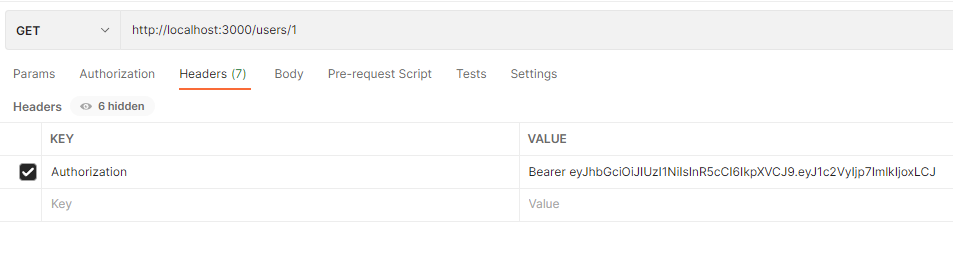 GET http://localhost:3000/users/1
Params Authorization Headers (7) Body Pre-request Script Tests Settings
Headers 6 hidden
KEY VALUE
Authorization Bearer eyJhbGciOiJIUzI1NiIsInR5cCI6IkpXVCJ9.eyJ1c2VyIjp7ImlkIjoxLCJ
Key Value